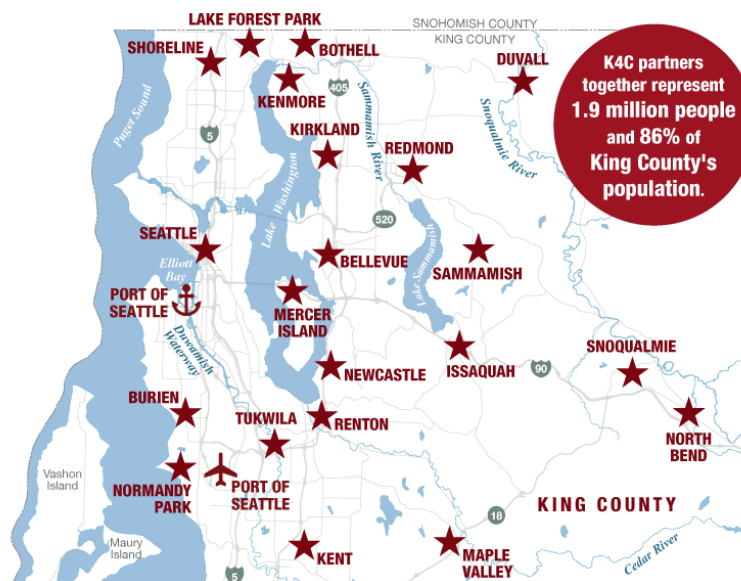 LAKE FOREST PARK
SNOHOMISH COUNTY
KING COUNTY
SHORELINE
BOTHELL
DUVALL
KENMORE
405
Puget Sound
Sammamish River
Snoqualmie River
K4C partners
together represent
1.9 million people
and 86% of
King County's
population.
5
KIRKLAND
REDMOND
Lake Washington
520
SEATTLE
Elliott
Bay
BELLEVUE
SAMMAMISH
Lake Sammamish
PORT OF
SEATTLE
MERCER
ISLAND
Duwamish
Waterway
NEWCASTLE
ISSAQUAH
90
SNOQUALMIE
BURIEN
TUKWILA
RENTON
NORTH
BEND
Vashon
Island
NORMANDY
PARK
PORT OF
SEATTLE
KING COUNTY
18
Maury
Island
5
KENT
MAPLE
VALLEY
Cedar River